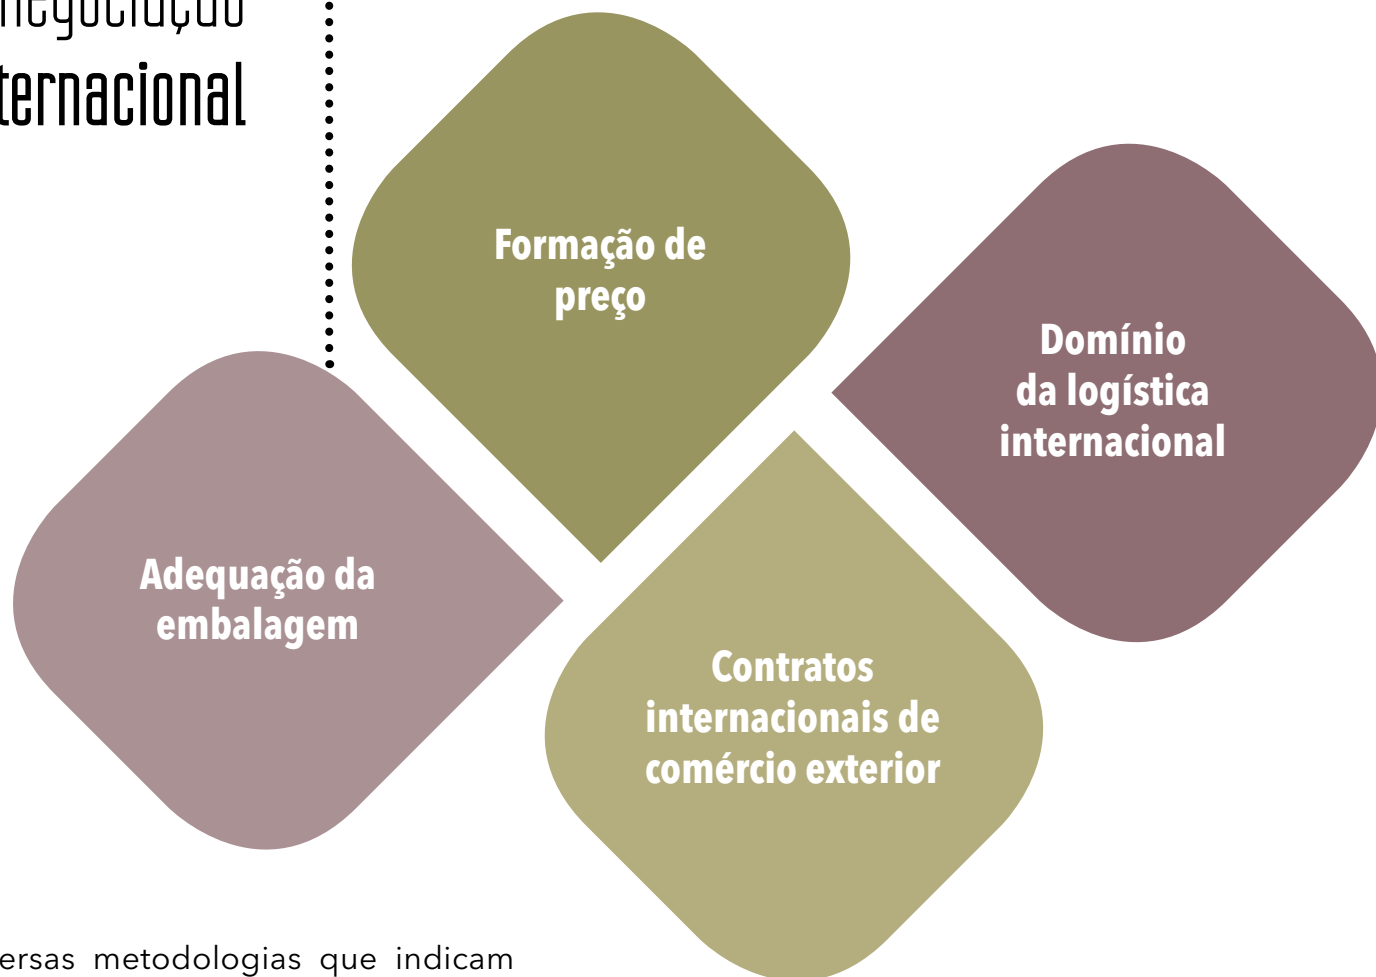 negociação
ternacional
Formação de
preço
Domínio
da logística
internacional
Adequação da
embalagem
Contratos
internacionais de
comércio exterior
ersas metodologias que indicam